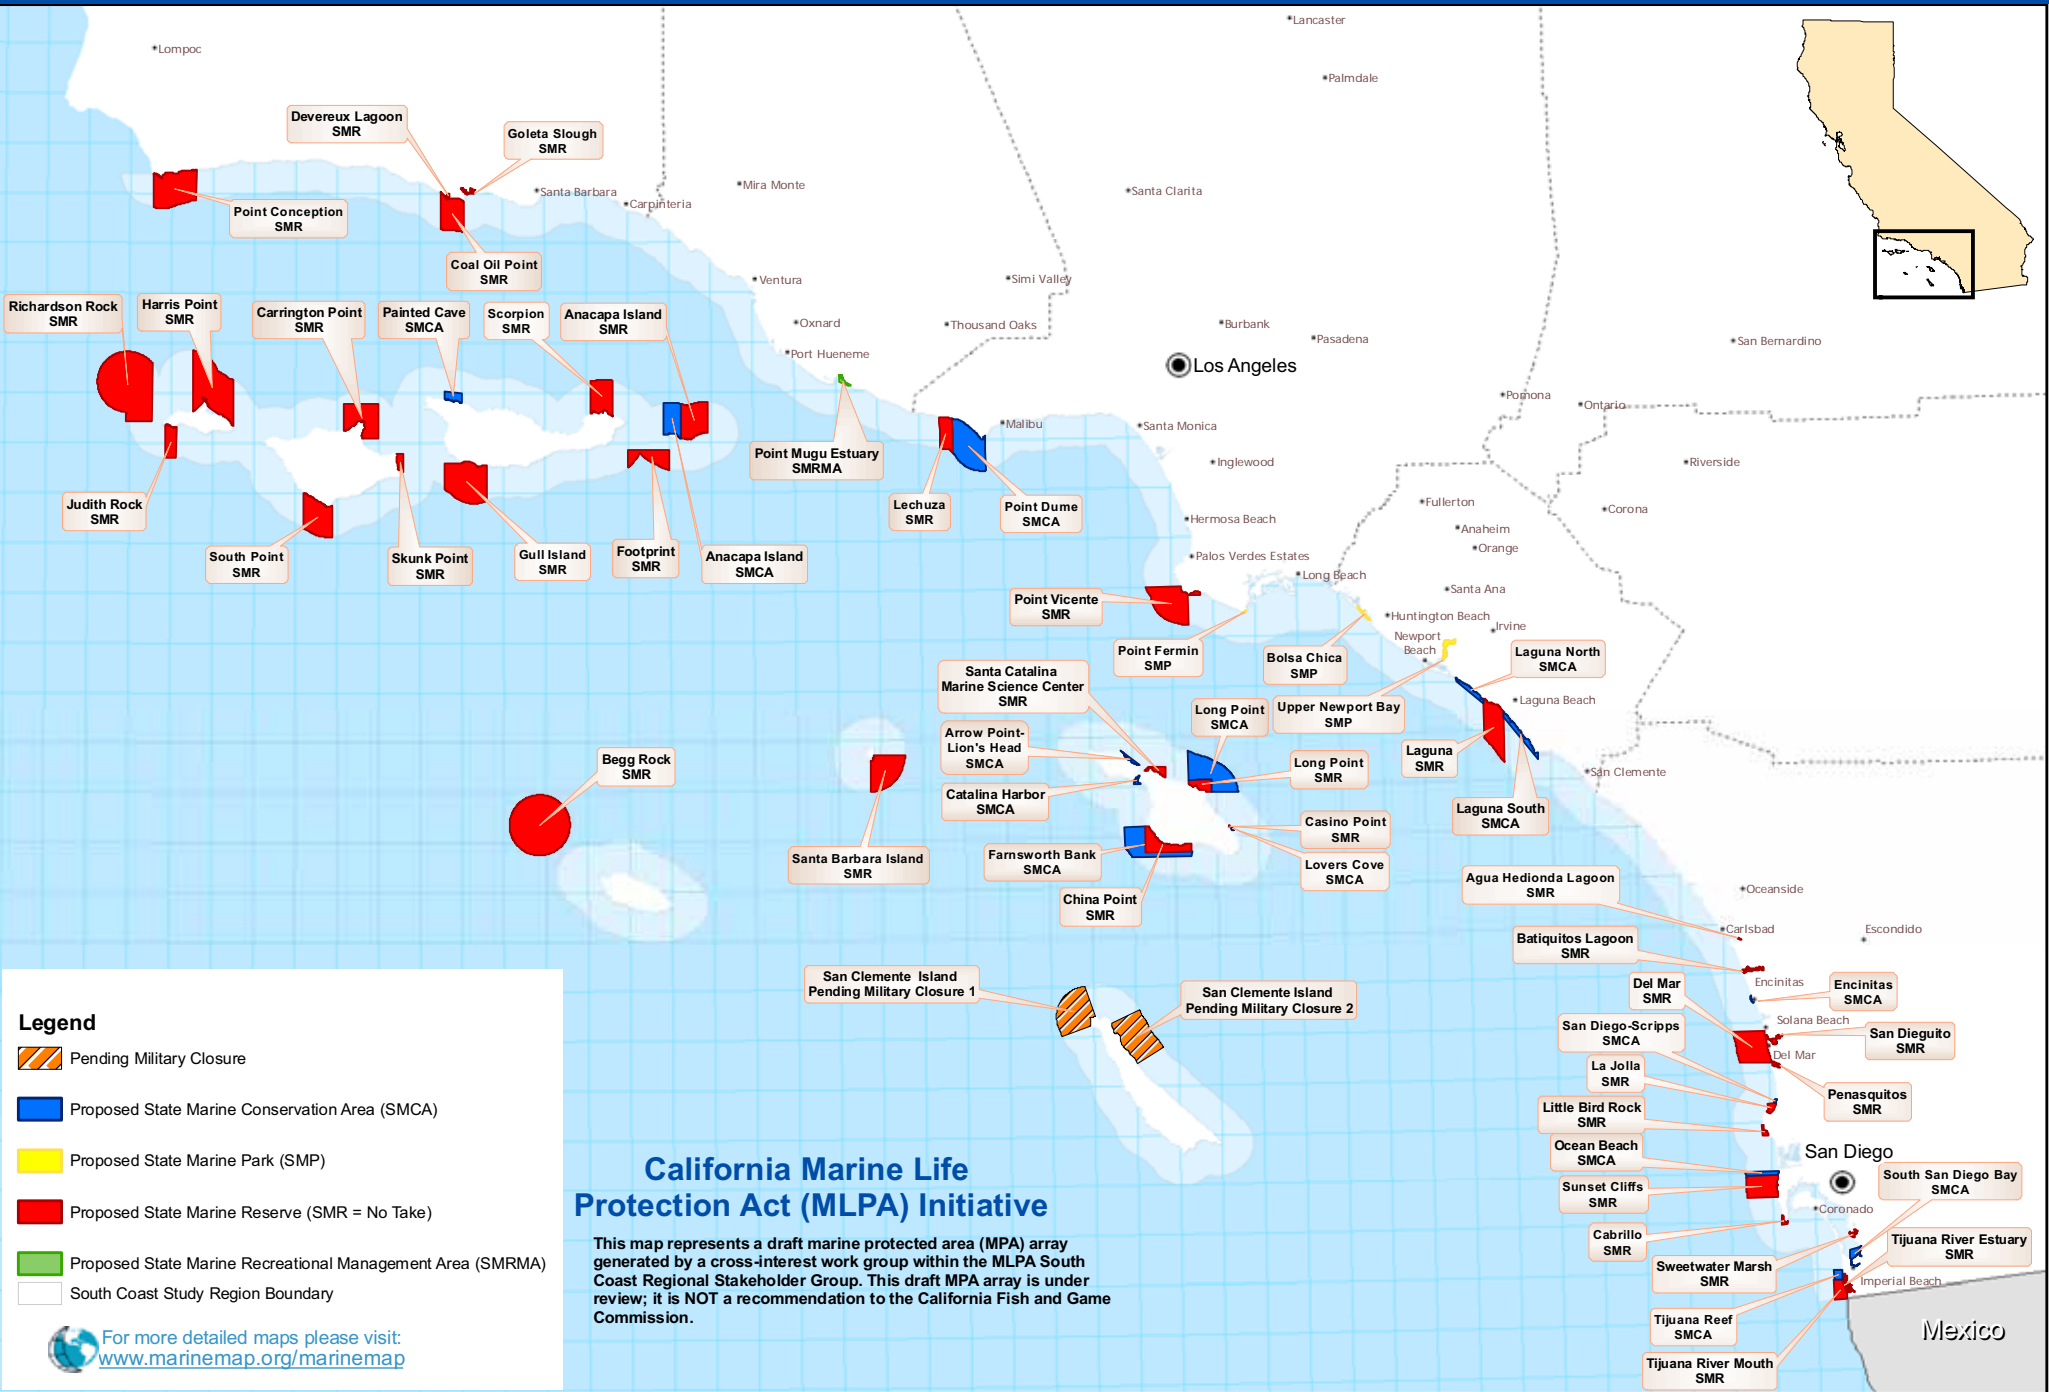 Lompoc
Lancaster
Palmdale
Devereux Lagoon
SMR
Goleta Slough
SMR
Santa Barbara
Carpinteria
Mira Monte
Santa Clarita
Point Conception
SMR
Coal Oil Point
SMR
Ventura
Simi Valley
Richardson Rock
SMR
Harris Point
SMR
Carrington Point
SMR
Painted Cave
SMCA
Scorpion
SMR
Anacapa Island
SMR
Oxnard
Thousand Oaks
Burbank
Pasadena
San Bernardino
Port Hueneme
Los Angeles
Pomona
Ontario
Malibu
Santa Monica
Point Mugu Estuary
SMRMA
Inglewood
Riverside
Judith Rock
SMR
Lechuza
SMR
Point Dume
SMCA
Fullerton
Corona
Hermosa Beach
Anaheim
Orange
South Point
SMR
Skunk Point
SMR
Gull Island
SMR
Footprint
SMR
Anacapa Island
SMCA
Palos Verdes Estates
Long Beach
Santa Ana
Point Vicente
SMR
Huntington Beach
Irvine
Newport
Beach
Point Fermin
SMP
Bolsa Chica
SMP
Laguna North
SMCA
Santa Catalina
Marine Science Center
SMR
Laguna Beach
Long Point
SMCA
Upper Newport Bay
SMP
Arrow Point-
Lion's Head
SMCA
Laguna
SMR
Begg Rock
SMR
Long Point
SMR
San Clemente
Catalina Harbor
SMCA
Laguna South
SMCA
Casino Point
SMR
Santa Barbara Island
SMR
Farnsworth Bank
SMCA
Lovers Cove
SMCA
China Point
SMR
Agua Hedionda Lagoon
SMR
Oceanside
Carlsbad
Escondido
Batiquitos Lagoon
SMR
San Clemente Island
Pending Military Closure 1
San Clemente Island
Pending Military Closure 2
Del Mar
SMR
Encinitas
Encinitas
SMCA
San Diego-Scripps
SMCA
Solana Beach
San Dieguito
SMR
Del Mar
La Jolla
SMR
Penasquitos
SMR
Little Bird Rock
SMR
Ocean Beach
SMCA
San Diego
South San Diego Bay
SMCA
Sunset Cliffs
SMR
Coronado
Cabrillo
SMR
Tijuana River Estuary
SMR
Sweetwater Marsh
SMR
Imperial Beach
Tijuana Reef
SMCA
Mexico
Tijuana River Mouth
SMR
Legend
Pending Military Closure
Proposed State Marine Conservation Area (SMCA)
Proposed State Marine Park (SMP)
Proposed State Marine Reserve (SMR = No Take)
Proposed State Marine Recreational Management Area (SMRMA)
South Coast Study Region Boundary
For more detailed maps please visit:
www.marinemap.org/marinemap
California Marine Life
Protection Act (MLPA) Initiative
This map represents a draft marine protected area (MPA) array
generated by a cross-interest work group within the MLPA South
Coast Regional Stakeholder Group. This draft MPA array is under
review; it is NOT a recommendation to the California Fish and Game
Commission.